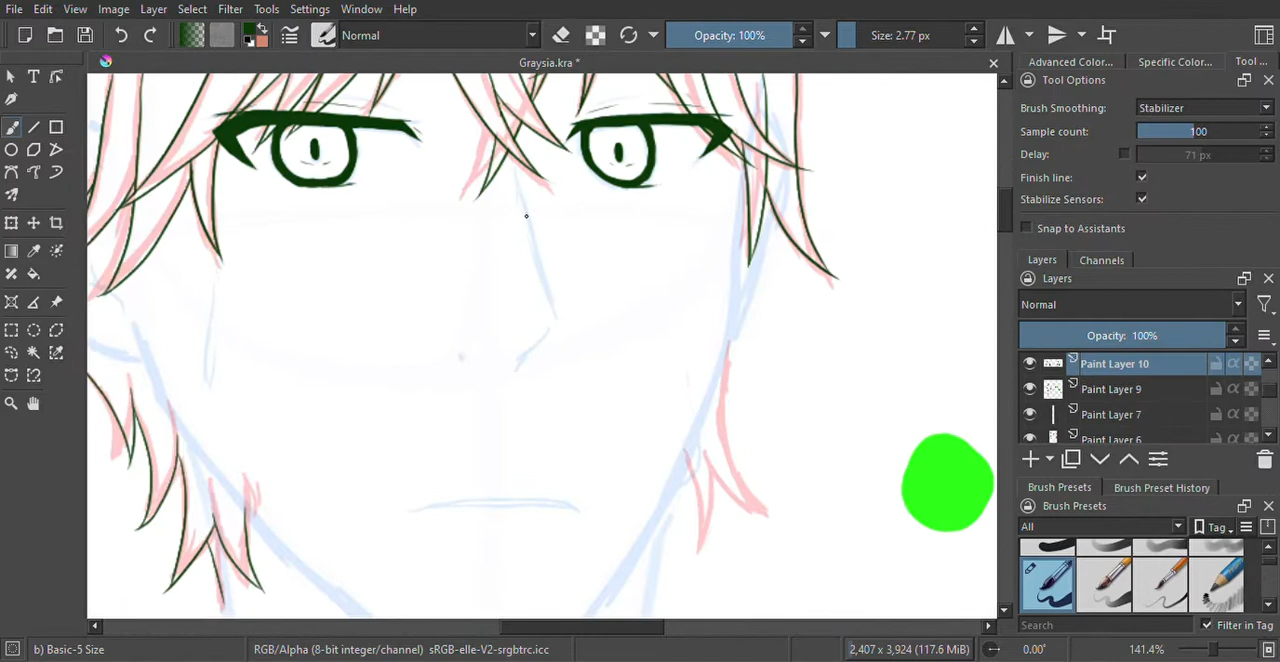 File Edit View Image Layer Select Filter Tools Settings Window Help
Normal Opacity: 100% Size: 2.77 px
Graysia.kra *
Advanced Color... Specific Color... Tool ...
Tool Options
Brush Smoothing: Stabilizer
Sample count: 100
Delay: 71 px
Finish line:
Stabilize Sensors:
Snap to Assistants
Layers Channels
Layers
Normal
Opacity: 100%
Paint Layer 10
Paint Layer 9
Paint Layer 7
Paint Layer 6
Brush Presets Brush Preset History
Brush Presets
All Tag
Search Filter in Tag
b) Basic-5 Size RGB/Alpha (8-bit integer/channel) sRGB-elle-V2-srgbtrc.icc 2,407 x 3,924 (117.6 MiB) 0.00° 141.4%